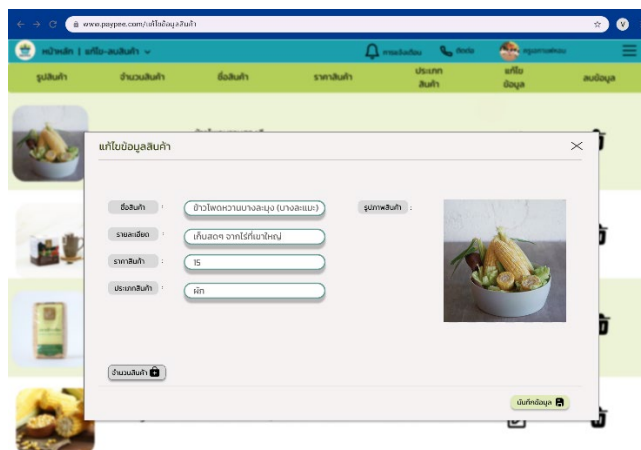 www.paypee.com/แก้ไขข้อมูลสินค้า
หน้าหลัก | แก้ไข-ลบสินค้า
การแจ้งเตือน
ติดต่อ
รูปสินค้า
จำนวนสินค้า
ชื่อสินค้า
ราคาสินค้า
ประเภท
สินค้า
แก้ไข
ข้อมูล
ลบข้อมูล
แก้ไขข้อมูลสินค้า
ชื่อสินค้า : ข้าวโพดหวานบางละมุง (บางละแมะ)
รูปภาพสินค้า :
รายละเอียด : เก็บสดๆ จากไร่ที่เขาใหญ่
ราคาสินค้า : 15
ประเภทสินค้า : ผัก
จำนวนสินค้า
บันทึกข้อมูล